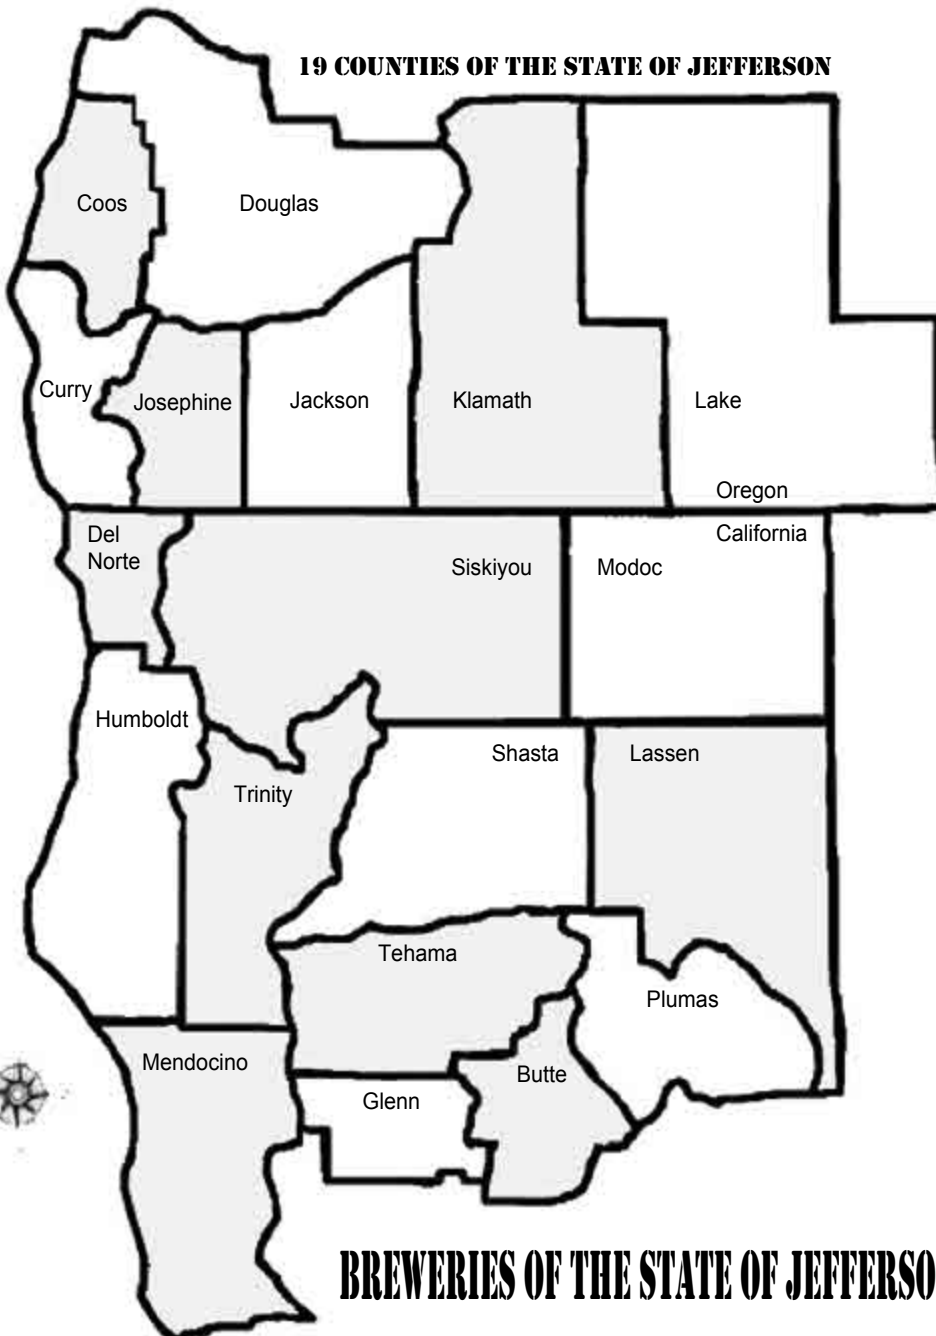 19 COUNTIES OF THE STATE OF JEFFERSON
Coos
Douglas
Curry
Josephine
Jackson
Klamath
Lake
Oregon
California
Del
Norte
Siskiyou
Modoc
Humboldt
Shasta
Lassen
Trinity
Tehama
Plumas
Mendocino
Butte
Glenn
BREWERIES OF THE STATE OF JEFFERSO